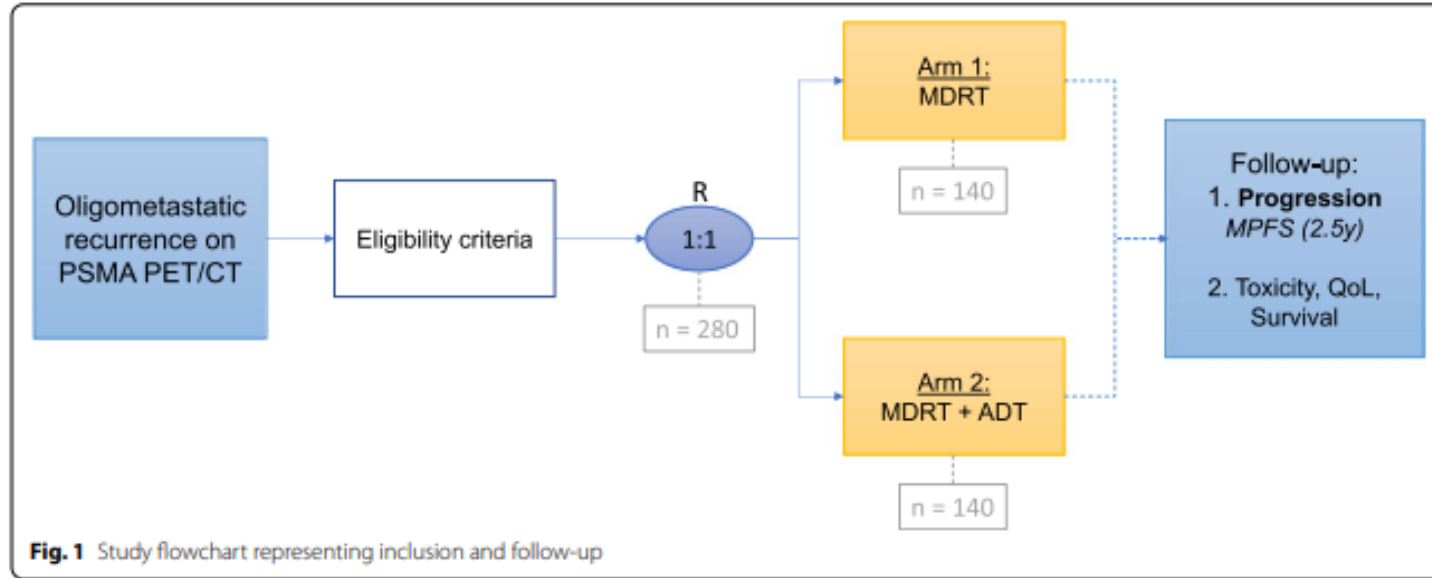 Oligometastatic
recurrence on
PSMA PET/CT
Eligibility criteria
R
1:1
n = 280
Arm 1:
MDRT
n = 140
Arm 2:
MDRT + ADT
n = 140
Follow-up:
1. Progression
MPFS (2.5y)
2. Toxicity, QoL,
Survival
Fig. 1 Study flowchart representing inclusion and follow-up